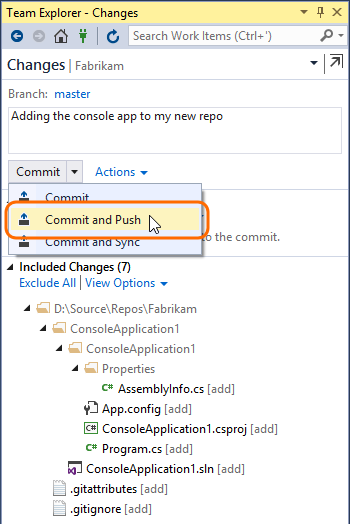 Team Explorer - Changes
Search Work Items (Ctrl+')
Changes | Fabrikam
Branch: master
Adding the console app to my new repo
Commit Actions
Commit
Commit and Push
Commit and Sync
to the commit.
Included Changes (7)
Exclude All | View Options
D:\Source\Repos\Fabrikam
ConsoleApplication1
ConsoleApplication1
Properties
C# AssemblyInfo.cs [add]
App.config [add]
C# ConsoleApplication1.csproj [add]
C# Program.cs [add]
ConsoleApplication1.sln [add]
.gitattributes [add]
.gitignore [add]